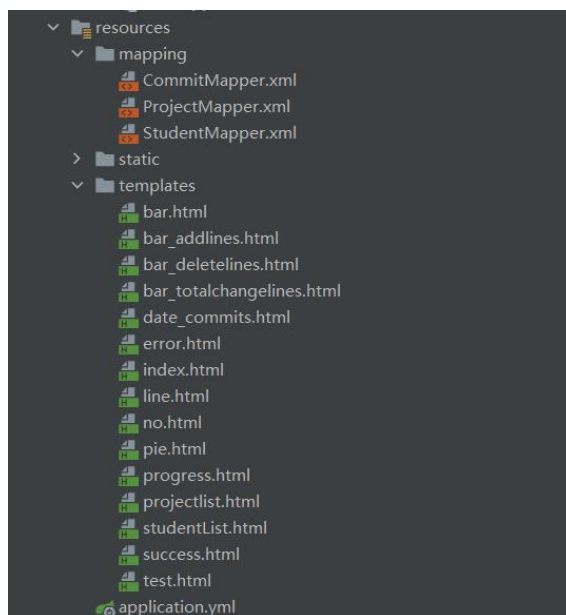 resources
mapping
CommitMapper.xml
ProjectMapper.xml
StudentMapper.xml
static
templates
bar.html
bar_addlines.html
bar_deletelines.html
bar_totalchangelines.html
date_commits.html
error.html
index.html
line.html
no.html
pie.html
progress.html
projectlist.html
studentList.html
success.html
test.html
application.yml